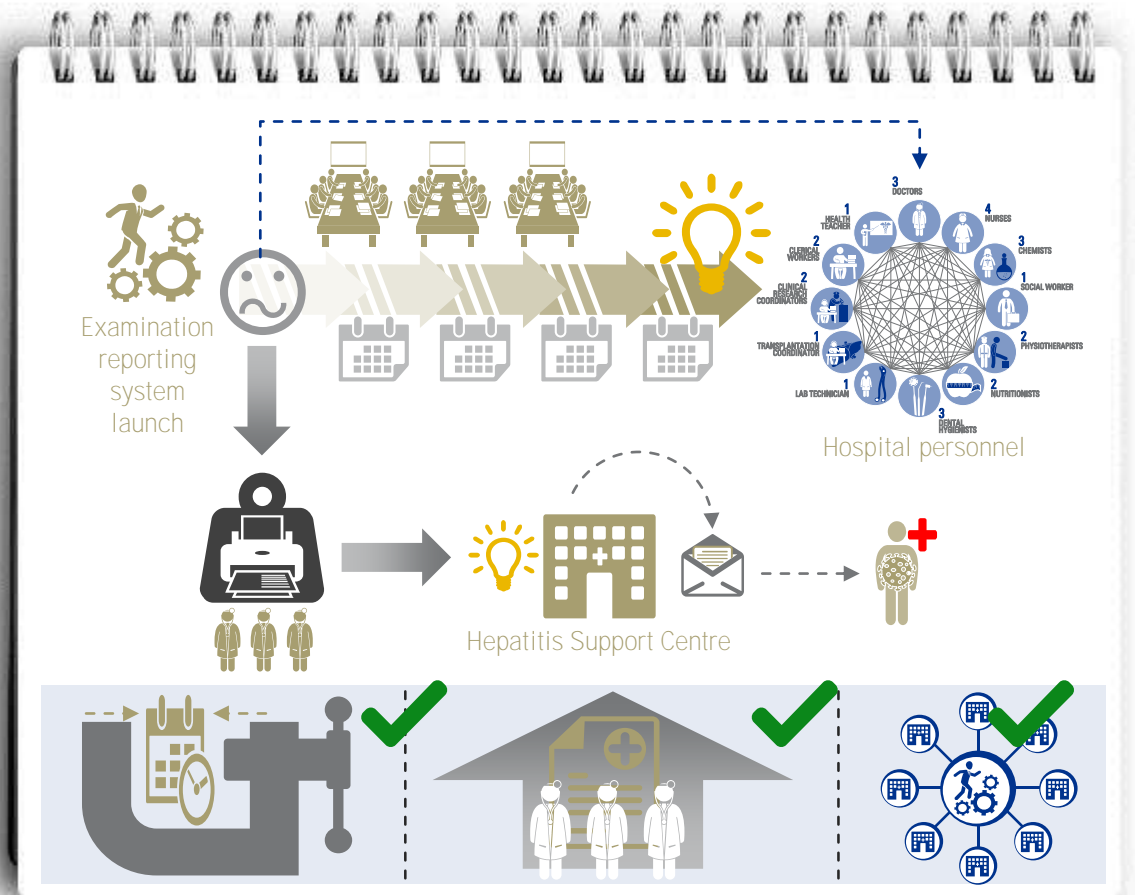 3
DOCTORS
4
NURSES
3
CHEMISTS
1
SOCIAL WORKER
2
PHYSIOTHERAPISTS
2
NUTRITIONISTS
3
DENTAL
HYGIENISTS
1
LAB TECHNICIAN
1
TRANSPLANTATION
COORDINATOR
2
CLINICAL
RESEARCH
COORDINATORS
2
CLERICAL
WORKERS
1
HEALTH
TEACHER
Examination
reporting
system
launch
Hospital personnel
Hepatitis Support Centre